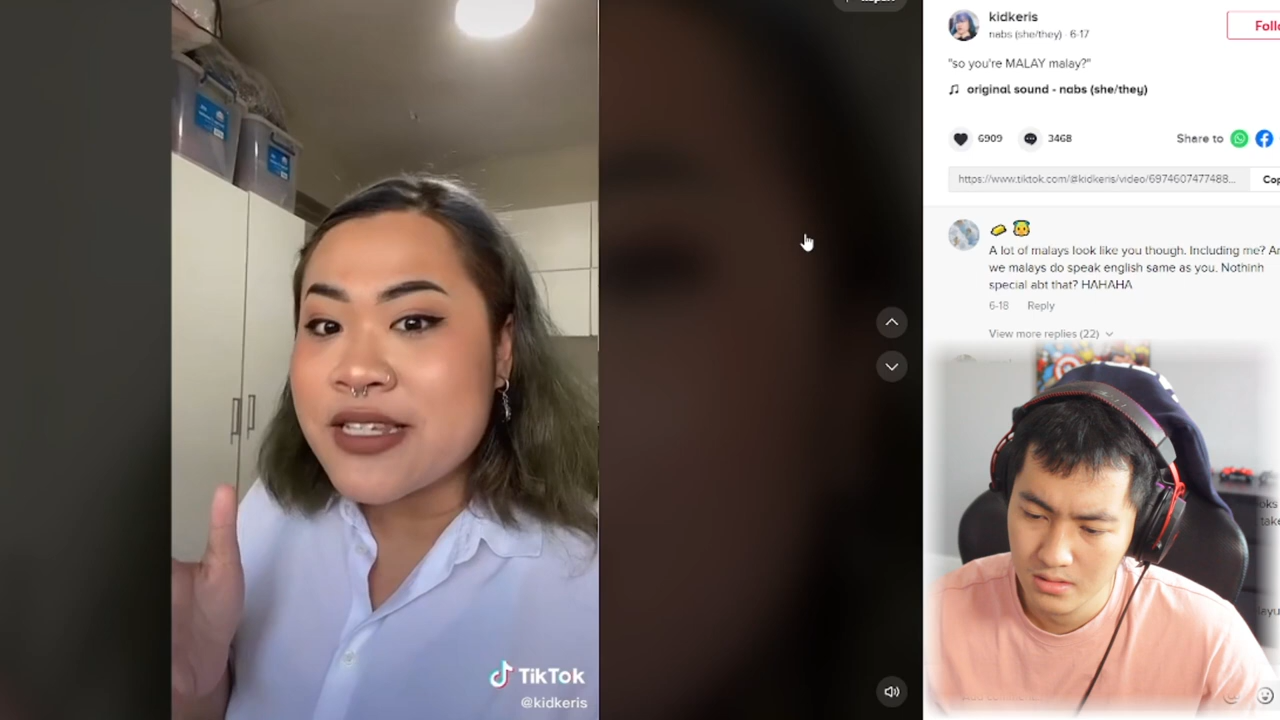 kidkeris
Follo
nabs (she/they) · 6-17
"so you're MALAY malay?"
original sound - nabs (she/they)
6909
3468
Share to
https://www.tiktok.com/@kidkeris/video/6974607477488...
Cop
A lot of malays look like you though. Including me? An
we malays do speak english same as you. Nothinh
special abt that? HAHAHA
6-18 Reply
View more replies (22)
TikTok
@kidkeris